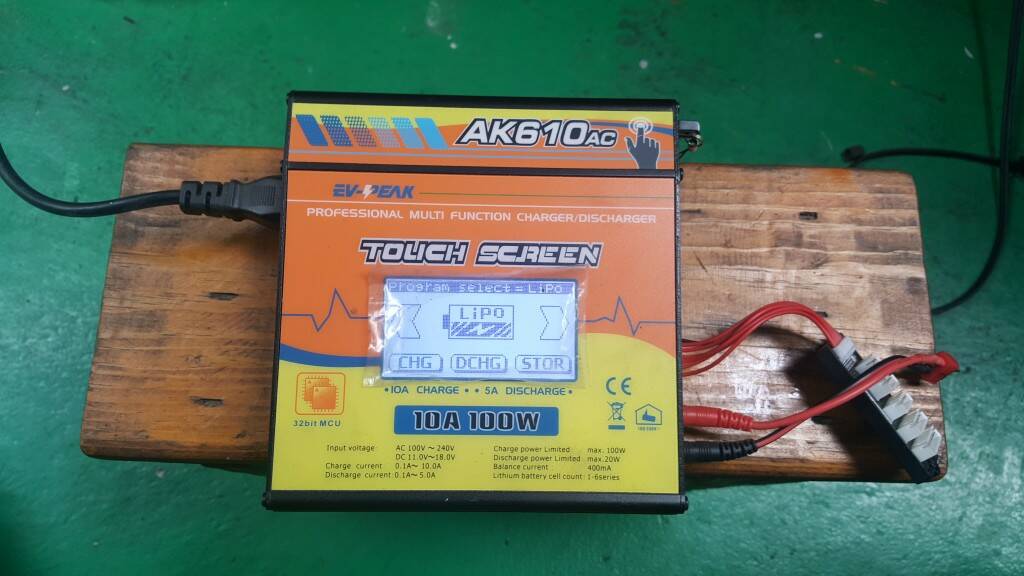 AK610AC
EV-PEAK
PROFESSIONAL MULTI FUNCTION CHARGER/DISCHARGER
TOUCH SCREEN
Program select = LiPo
LiPO
CHG DCHG STOR
•10A CHARGE • • 5A DISCHARGE•
10A 100W
32bit MCU
CE
Input voltage AC 100V ~ 240V
DC 11.0V~18.0V
Charge current 0.1A~ 10.0A
Discharge current :0.1A~ 5.0A
Charge power Limited max. 100W
Discharge power Limited max.20W
Balance current 400mA
Lithium battery cell count: 1-6series